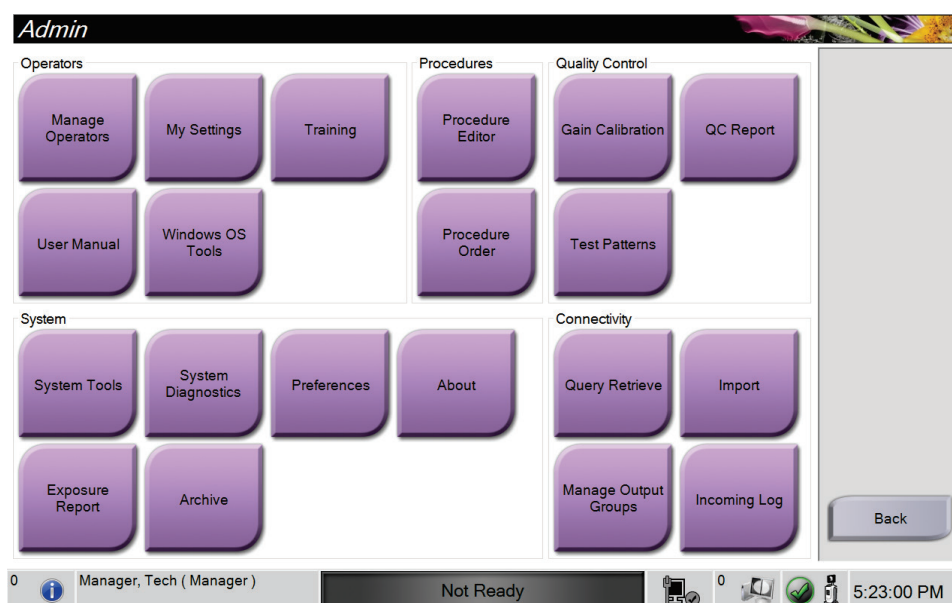 Admin
Operators
Manage
Operators
My Settings
Training
User Manual
Windows OS
Tools
Procedures
Procedure
Editor
Procedure
Order
Quality Control
Gain Calibration
QC Report
Test Patterns
System
System Tools
System
Diagnostics
Preferences
About
Exposure
Report
Archive
Connectivity
Query Retrieve
Import
Manage Output
Groups
Incoming Log
Back
0
Manager, Tech ( Manager )
Not Ready
0
5:23:00 PM